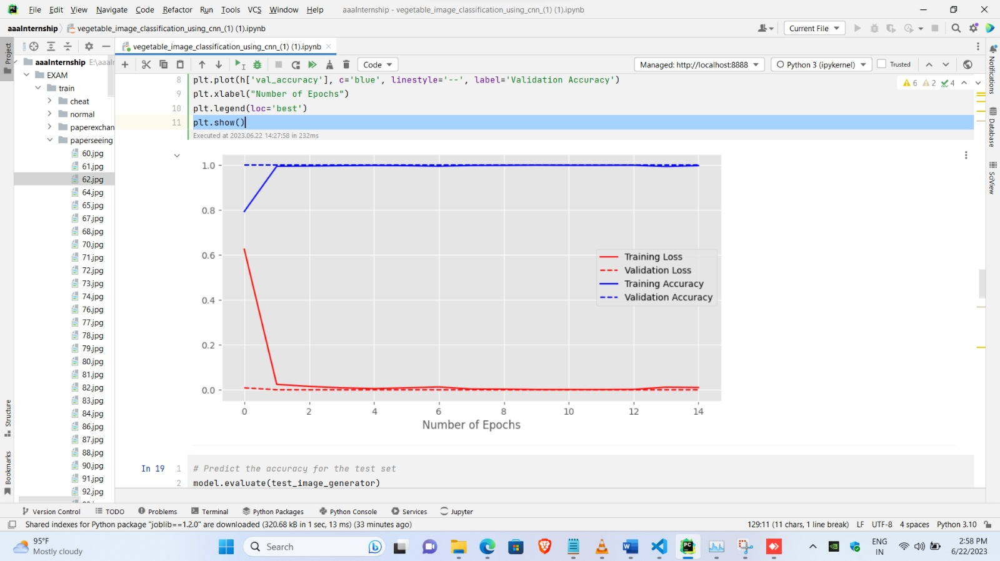 File Edit View Navigate Code Refactor Run Tools VCS Window Help aaaInternship - vegetable_image_classification_using_cnn_(1) (1).ipynb
aaaInternship vegetable_image_classification_using_cnn_(1) (1).ipynb Current File
Project
vegetable_image_classification_using_cnn_(1) (1).ipynb
Code Managed: http://localhost:8888 Python 3 (ipykernel) Trusted
aaaInternship
EXAM
train
cheat
normal
paperexchan
paperseeing
60.jpg
61.jpg
62.jpg
64.jpg
65.jpg
67.jpg
68.jpg
70.jpg
71.jpg
72.jpg
73.jpg
74.jpg
76.jpg
77.jpg
78.jpg
79.jpg
80.jpg
81.jpg
82.jpg
83.jpg
84.jpg
86.jpg
87.jpg
88.jpg
90.jpg
91.jpg
92.jpg
Structure
Bookmarks
8 plt.plot(h['val_accuracy'], c='blue', linestyle='--', label='Validation Accuracy')
9 plt.xlabel("Number of Epochs")
10 plt.legend(loc='best')
11 plt.show()
Executed at 2023.06.22 14:27:58 in 232ms
6 2 4
1.0
0.8
0.6
0.4
0.2
0.0
Training Loss
Validation Loss
Training Accuracy
Validation Accuracy
0 2 4 6 8 10 12 14
Number of Epochs
In 19 1 # Predict the accuracy for the test set
2 model.evaluate(test_image_generator)
Notifications
Database
SciView
Version Control TODO Problems Terminal Python Packages Python Console Services Jupyter
Shared indexes for Python package "joblib==1.2.0" are downloaded (320.68 kB in 1 sec, 13 ms) (33 minutes ago) 129:11 (11 chars, 1 line break) LF UTF-8 4 spaces Python 3.10
95°F
Mostly cloudy
Search
ENG
IN
2:58 PM
6/22/2023